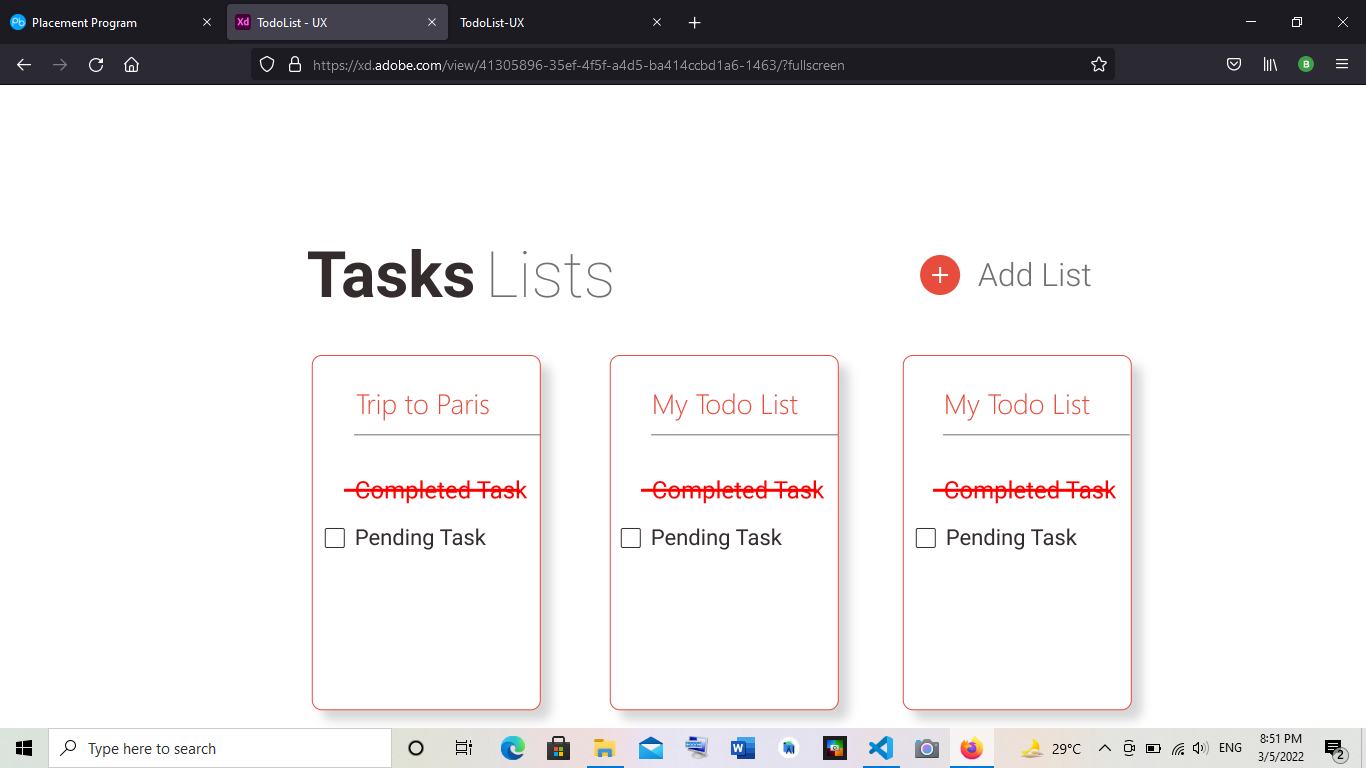 Placement Program
Xd TodoList - UX
TodoList-UX
https://xd.adobe.com/view/41305896-35ef-4f5f-a4d5-ba414ccbd1a6-1463/?fullscreen
B
Tasks Lists
Add List
Trip to Paris
My Todo List
My Todo List
Completed Task
Completed Task
Completed Task
Pending Task
Pending Task
Pending Task
Type here to search
29°C
ENG
8:51 PM
3/5/2022
2